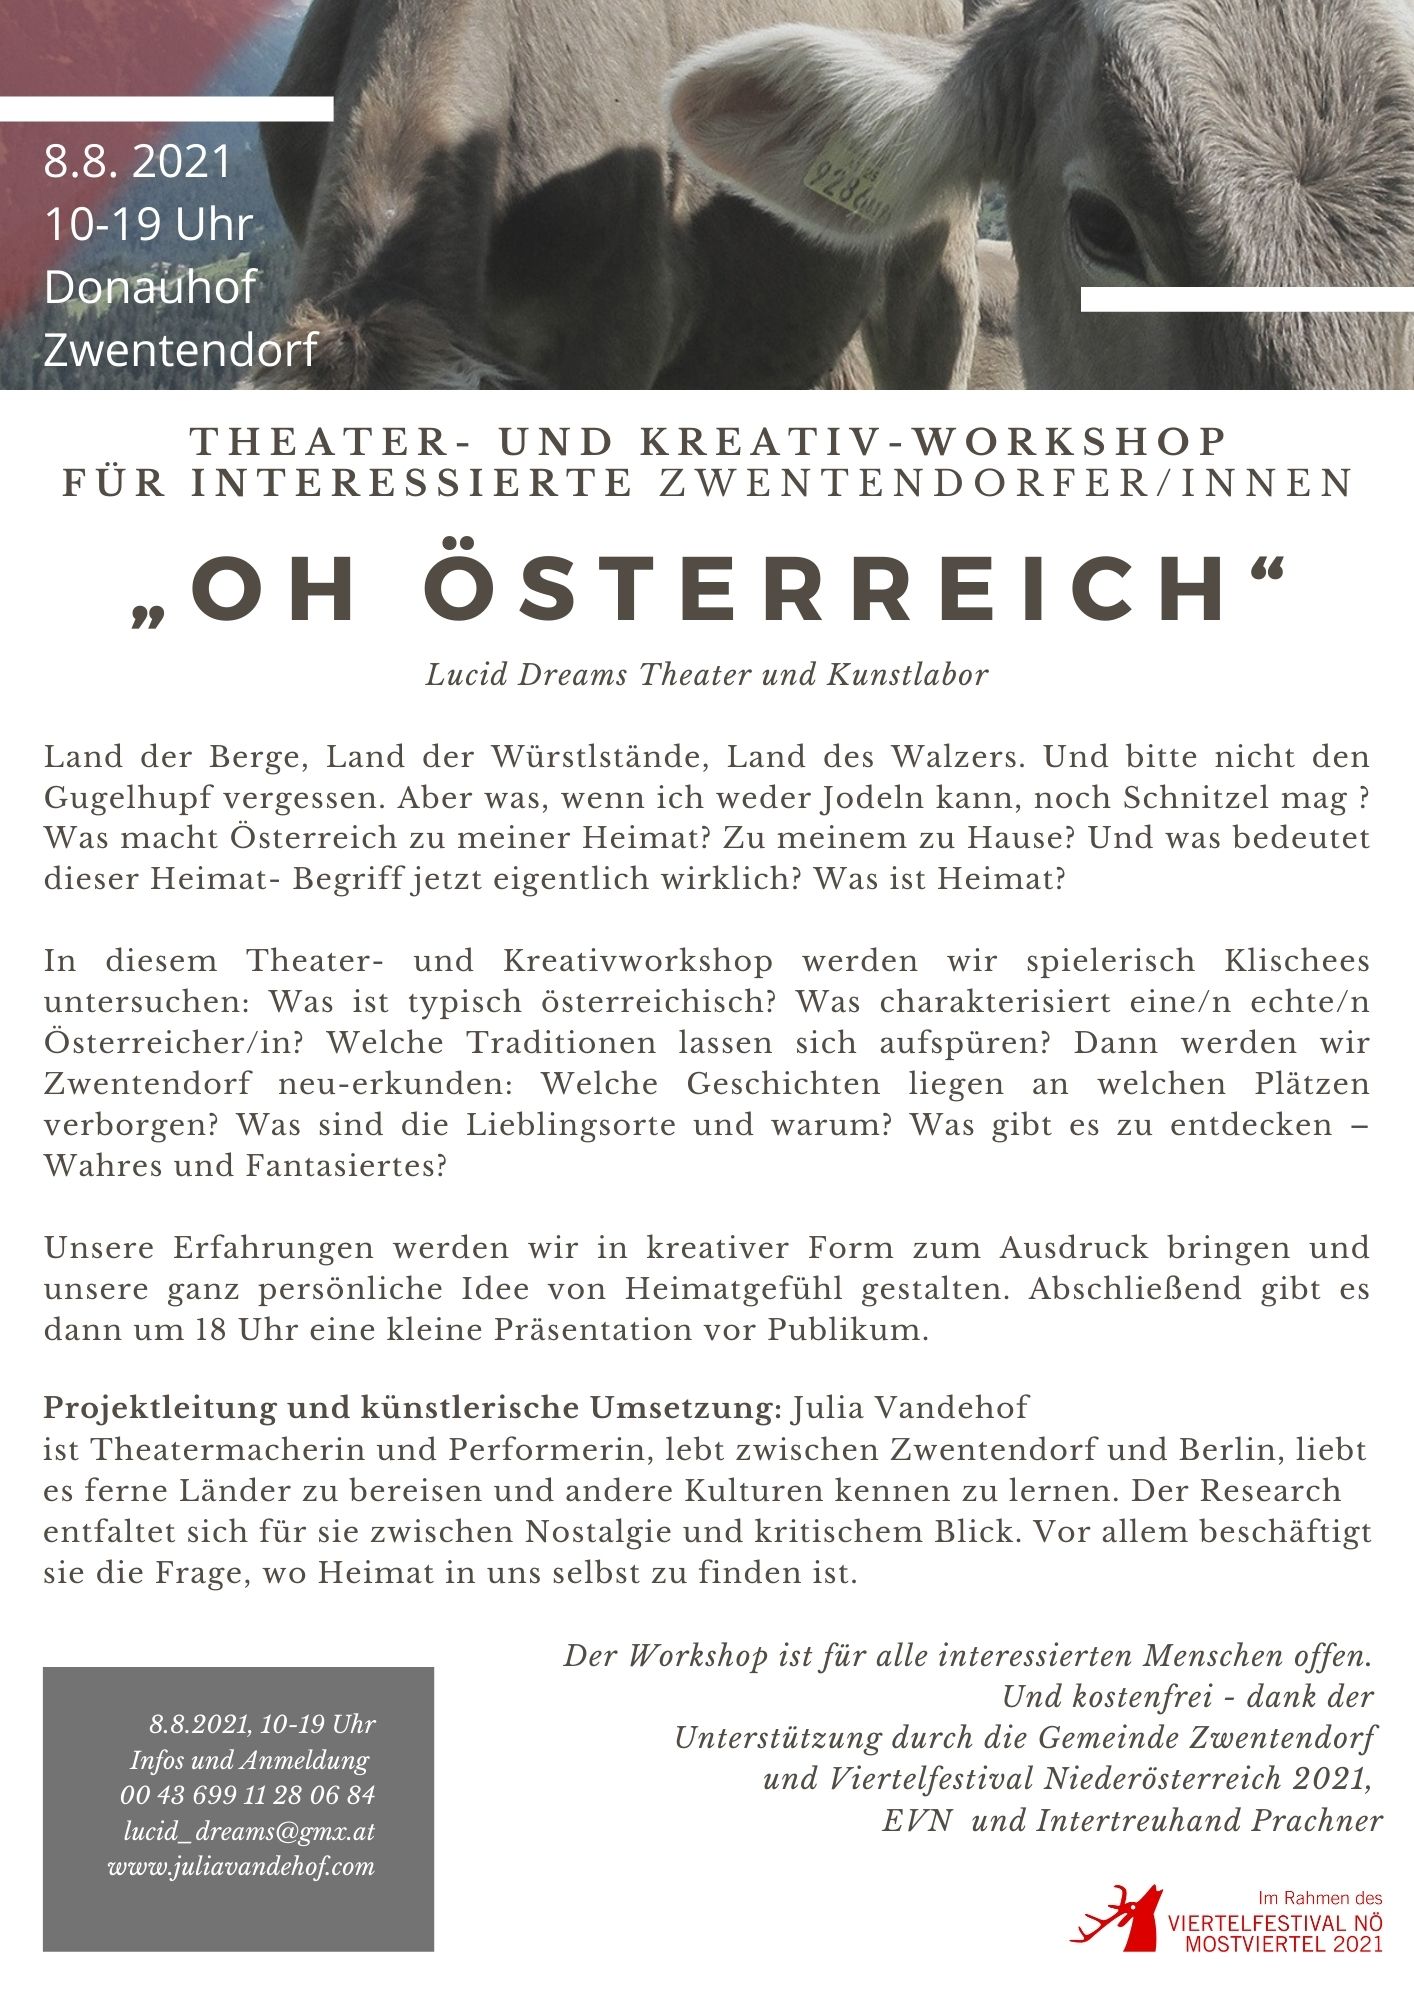 8.8. 2021
10-19 Uhr
Donauhof
Zwentendorf
THEATER- UND KREATIV-WORKSHOP
FÜR INTERESSIERTE ZWENTENDORFER/INNEN
„OH ÖSTERREICH“
Lucid Dreams Theater und Kunstlabor
Land der Berge, Land der Würstlstände, Land des Walzers. Und bitte nicht den
Gugelhupf vergessen. Aber was, wenn ich weder Jodeln kann, noch Schnitzel mag ?
Was macht Österreich zu meiner Heimat? Zu meinem zu Hause? Und was bedeutet
dieser Heimat- Begriff jetzt eigentlich wirklich? Was ist Heimat?
In diesem Theater- und Kreativworkshop werden wir spielerisch Klischees
untersuchen: Was ist typisch österreichisch? Was charakterisiert eine/n echte/n
Österreicher/in? Welche Traditionen lassen sich aufspüren? Dann werden wir
Zwentendorf neu-erkunden: Welche Geschichten liegen an welchen Plätzen
verborgen? Was sind die Lieblingsorte und warum? Was gibt es zu entdecken –
Wahres und Fantasiertes?
Unsere Erfahrungen werden wir in kreativer Form zum Ausdruck bringen und
unsere ganz persönliche Idee von Heimatgefühl gestalten. Abschließend gibt es
dann um 18 Uhr eine kleine Präsentation vor Publikum.
Projektleitung und künstlerische Umsetzung: Julia Vandehof
ist Theatermacherin und Performerin, lebt zwischen Zwentendorf und Berlin, liebt
es ferne Länder zu bereisen und andere Kulturen kennen zu lernen. Der Research
entfaltet sich für sie zwischen Nostalgie und kritischem Blick. Vor allem beschäftigt
sie die Frage, wo Heimat in uns selbst zu finden ist.
Der Workshop ist für alle interessierten Menschen offen.
Und kostenfrei - dank der
Unterstützung durch die Gemeinde Zwentendorf
und Viertelfestival Niederösterreich 2021,
EVN und Intertreuhand Prachner
8.8.2021, 10-19 Uhr
Infos und Anmeldung
00 43 699 11 28 06 84
lucid_dreams@gmx.at
www.juliavandehof.com
Im Rahmen des
VIERTELFESTIVAL NÖ
MOSTVIERTEL 2021